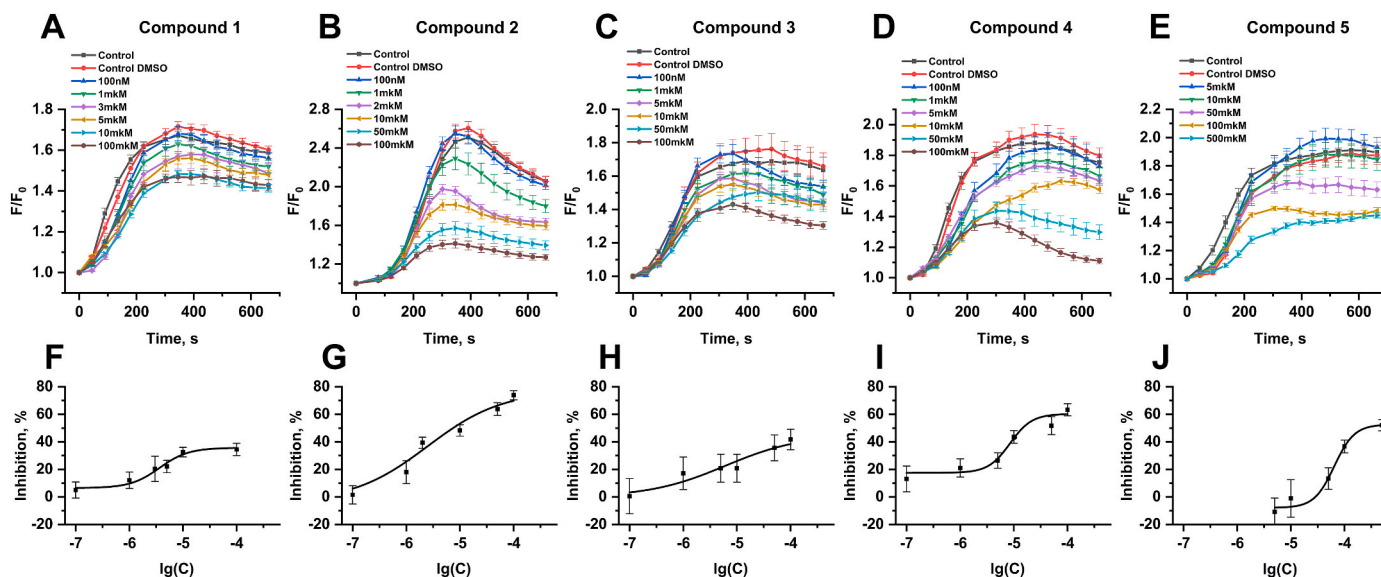 A Compound 1
Control
Control DMSO
100nM
1mkM
3mkM
5mkM
10mkM
100mkM
1.8
1.6
1.4
1.2
1.0
F/F0
0 200 400 600
Time, s
B Compound 2
Control
Control DMSO
100nM
1mkM
2mkM
10mkM
50mkM
100mkM
2.8
2.4
2.0
1.6
1.2
F/F0
0 200 400 600
Time, s
C Compound 3
Control
Control DMSO
100nM
1mkM
5mkM
10mkM
50mkM
100mkM
2.0
1.8
1.6
1.4
1.2
1.0
F/F0
0 200 400 600
Time, s
D Compound 4
Control
Control DMSO
100nM
1mkM
5mkM
10mkM
50mkM
100mkM
2.0
1.8
1.6
1.4
1.2
1.0
F/F0
0 200 400 600
Time, s
E Compound 5
Control
Control DMSO
5mkM
10mkM
50mkM
100mkM
500mkM
2.2
2.0
1.8
1.6
1.4
1.2
1.0
F/F0
0 200 400 600
Time, s
F
80
60
40
20
0
-20
Inhibition, %
-7 -6 -5 -4
lg(C)
G
80
60
40
20
0
-20
Inhibition, %
-7 -6 -5 -4
lg(C)
H
80
60
40
20
0
-20
Inhibition, %
-7 -6 -5 -4
lg(C)
I
80
60
40
20
0
-20
Inhibition, %
-7 -6 -5 -4
lg(C)
J
80
60
40
20
0
-20
Inhibition, %
-7 -6 -5 -4
lg(C)